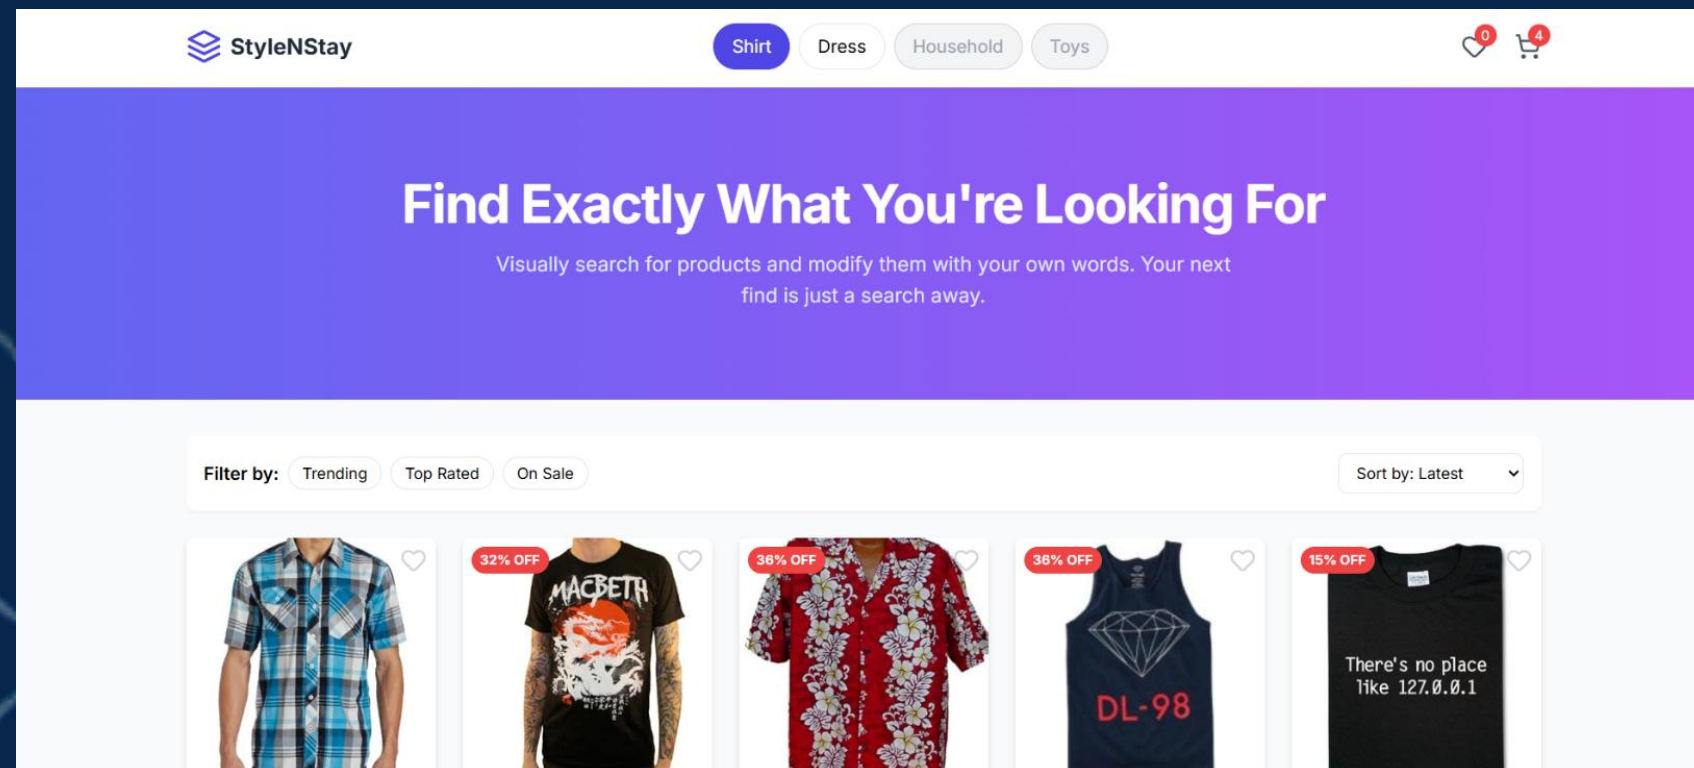 StyleNStay
Shirt
Dress
Household
Toys
0
4
Find Exactly What You're Looking For
Visually search for products and modify them with your own words. Your next
find is just a search away.
Filter by:
Trending
Top Rated
On Sale
Sort by: Latest
32% OFF
MACBETH
36% OFF
36% OFF
DL-98
15% OFF
There's no place
like 127.0.0.1